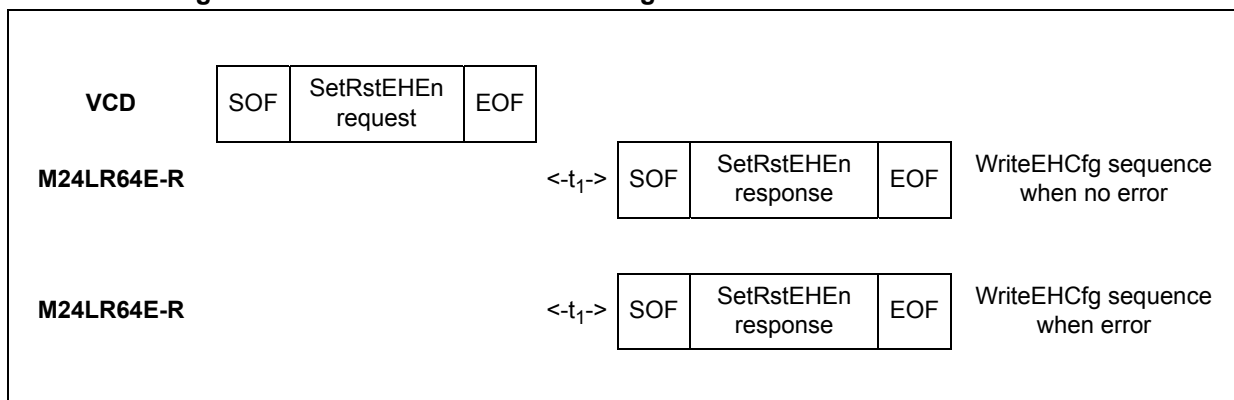 VCD SOF SetRstEHEn EOF
request
M24LR64E-R <-t1-> SOF SetRstEHEn EOF WriteEHCfg sequence
response when no error
M24LR64E-R <-t1-> SOF SetRstEHEn EOF WriteEHCfg sequence
response when error